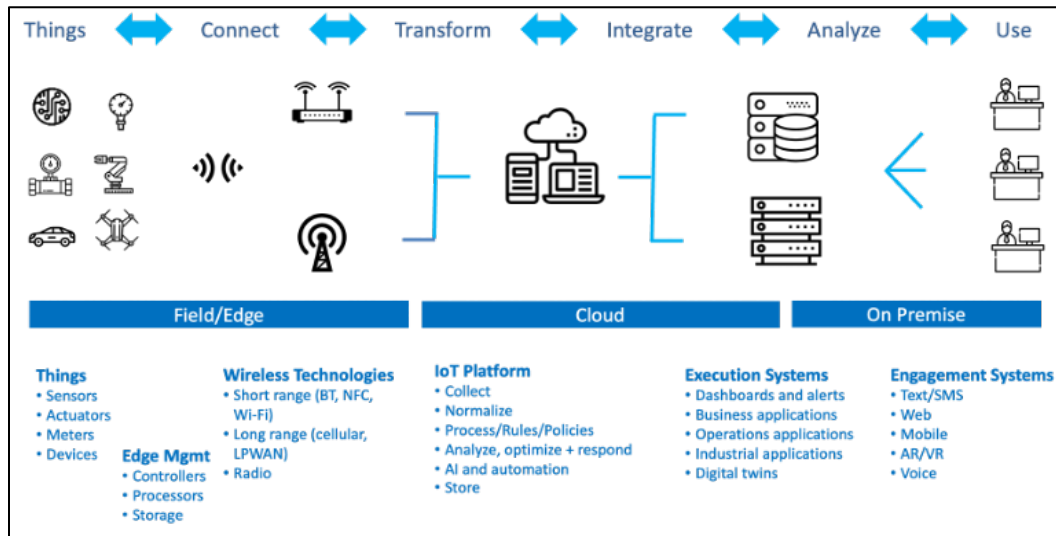 Things Connect Transform Integrate Analyze Use
Field/Edge Cloud On Premise
Things
• Sensors
• Actuators
• Meters
• Devices
Edge Mgmt
• Controllers
• Processors
• Storage
Wireless Technologies
• Short range (BT, NFC,
Wi-Fi)
• Long range (cellular,
LPWAN)
• Radio
IoT Platform
• Collect
• Normalize
• Process/Rules/Policies
• Analyze, optimize + respond
• AI and automation
• Store
Execution Systems
• Dashboards and alerts
• Business applications
• Operations applications
• Industrial applications
• Digital twins
Engagement Systems
• Text/SMS
• Web
• Mobile
• AR/VR
• Voice